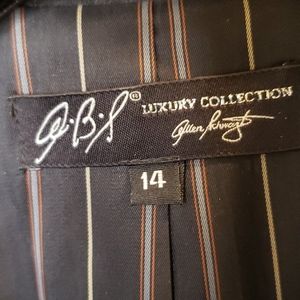 A·B·S® LUXURY COLLECTION
Allen Schwartz
14